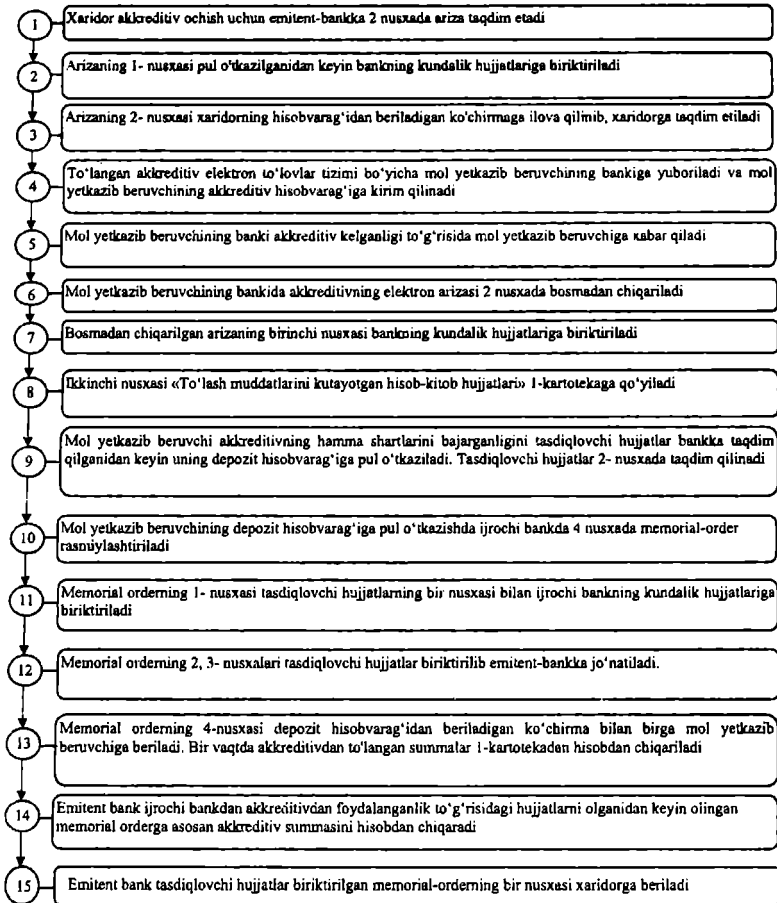 1
Xaridor akkreditiv ochish uchun emitent-bankka 2 nusxada ariza taqdim etadi
2
Arizaning 1- nusxasi pul o'tkazilganidan keyin bankning kundalik hujjatlariga biriktiriladi
3
Arizaning 2- nusxasi xaridorning hisobvarag'idan beriladigan ko'chirmaga ilova qilinib, xaridorga taqdim etiladi
4
To'langan akkreditiv elektron to'lovlar tizimi bo'yicha mol yetkazib beruvchining bankiga yuboriladi va mol
yetkazib beruvchining akkreditiv hisobvarag'iga kirim qilinadi
5
Mol yetkazib beruvchining banki akkreditiv kelganligi to'g'risida mol yetkazib beruvchiga xabar qiladi
6
Mol yetkazib beruvchining bankida akkreditivning elektron arizasi 2 nusxada bosmadan chiqariladi
7
Bosmadan chiqarilgan arizaning birinchi nusxasi bankning kundalik hujjatlariga biriktiriladi
8
Ikkinchi nusxasi «To'lash muddatlarini kutayotgan hisob-kitob hujjatlari» 1-kartotekaga qo'yiladi
9
Mol yetkazib beruvchi akkreditivning hamma shartlarini bajarganligini tasdiqlovchi hujjatlar bankka taqdim
qilganidan keyin uning depozit hisobvarag'iga pul o'tkaziladi. Tasdiqlovchi hujjatlar 2- nusxada taqdim qilinadi
10
Mol yetkazib beruvchining depozit hisobvarag'iga pul o'tkazishda ijrochi bankda 4 nusxada memorial-order
rasmiylashtiriladi
11
Memorial orderning 1- nusxasi tasdiqlovchi hujjatlarning bir nusxasi bilan ijrochi bankning kundalik hujjatlariga
biriktiriladi
12
Memorial orderning 2, 3- nusxalari tasdiqlovchi hujjatlar biriktirilib emitent-bankka jo'natiladi.
13
Memorial orderning 4-nusxasi depozit hisobvarag'idan beriladigan ko'chirma bilan birga mol yetkazib
beruvchiga beriladi. Bir vaqtda akkreditivdan to'langan summalar 1-kartotekadan hisobdan chiqariladi
14
Emitent bank ijrochi bankdan akkreditivdan foydalanganlik to'g'risidagi hujjatlarni olganidan keyin olingan
memorial orderga asosan akkreditiv summasini hisobdan chiqaradi
15
Emitent bank tasdiqlovchi hujjatlar biriktirilgan memorial-orderning bir nusxasi xaridorga beriladi